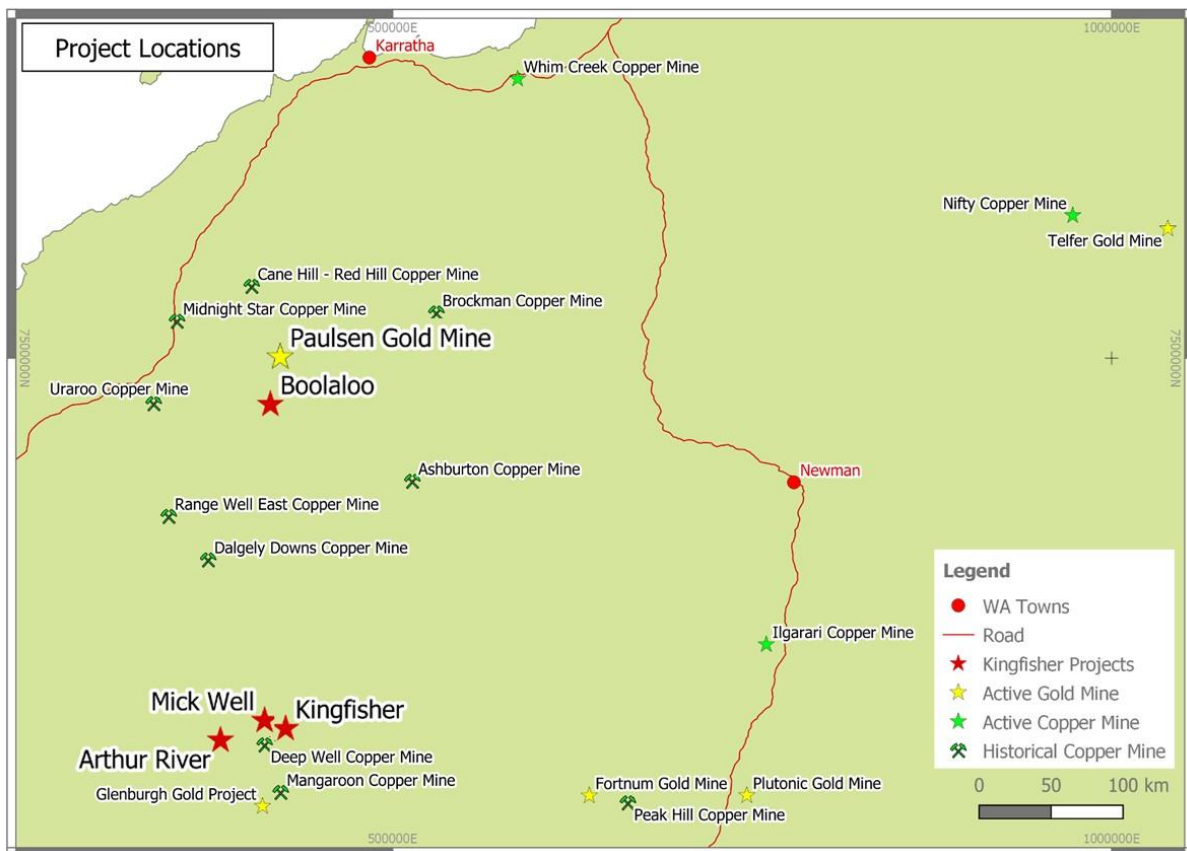 Project Locations
500000E
1000000E
Karratha
Whim Creek Copper Mine
Nifty Copper Mine
Telfer Gold Mine
Cane Hill - Red Hill Copper Mine
Midnight Star Copper Mine
Brockman Copper Mine
Paulsen Gold Mine
7500000N
7500000N
Boolaloo
Uraroo Copper Mine
Ashburton Copper Mine
Newman
Range Well East Copper Mine
Dalgely Downs Copper Mine
Ilgarari Copper Mine
Mick Well
Kingfisher
Arthur River
Deep Well Copper Mine
Mangaroon Copper Mine
Glenburgh Gold Project
Fortnum Gold Mine
Plutonic Gold Mine
Peak Hill Copper Mine
Legend
WA Towns
Road
Kingfisher Projects
Active Gold Mine
Active Copper Mine
Historical Copper Mine
0 50 100 km
500000E
1000000E